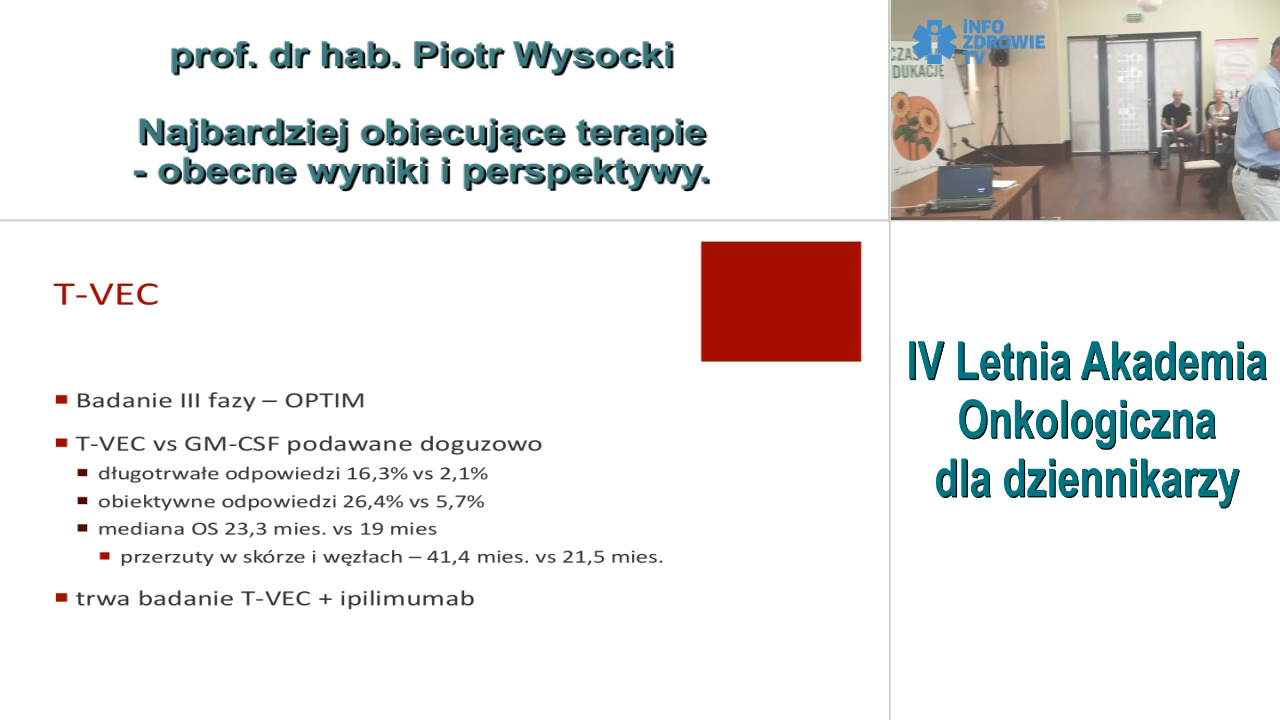 prof. dr hab. Piotr Wysocki
Najbardziej obiecujące terapie
- obecne wyniki i perspektywy.
iNFO
ZDROWIE
TV
CZAS
DUKACJĘ
T-VEC
Badanie III fazy – OPTIM
T-VEC vs GM-CSF podawane doguzowo
długotrwałe odpowiedzi 16,3% vs 2,1%
obiektywne odpowiedzi 26,4% vs 5,7%
mediana OS 23,3 mies. vs 19 mies
przerzuty w skórze i węzłach – 41,4 mies. vs 21,5 mies.
trwa badanie T-VEC + ipilimumab
IV Letnia Akademia
Onkologiczna
dla dziennikarzy